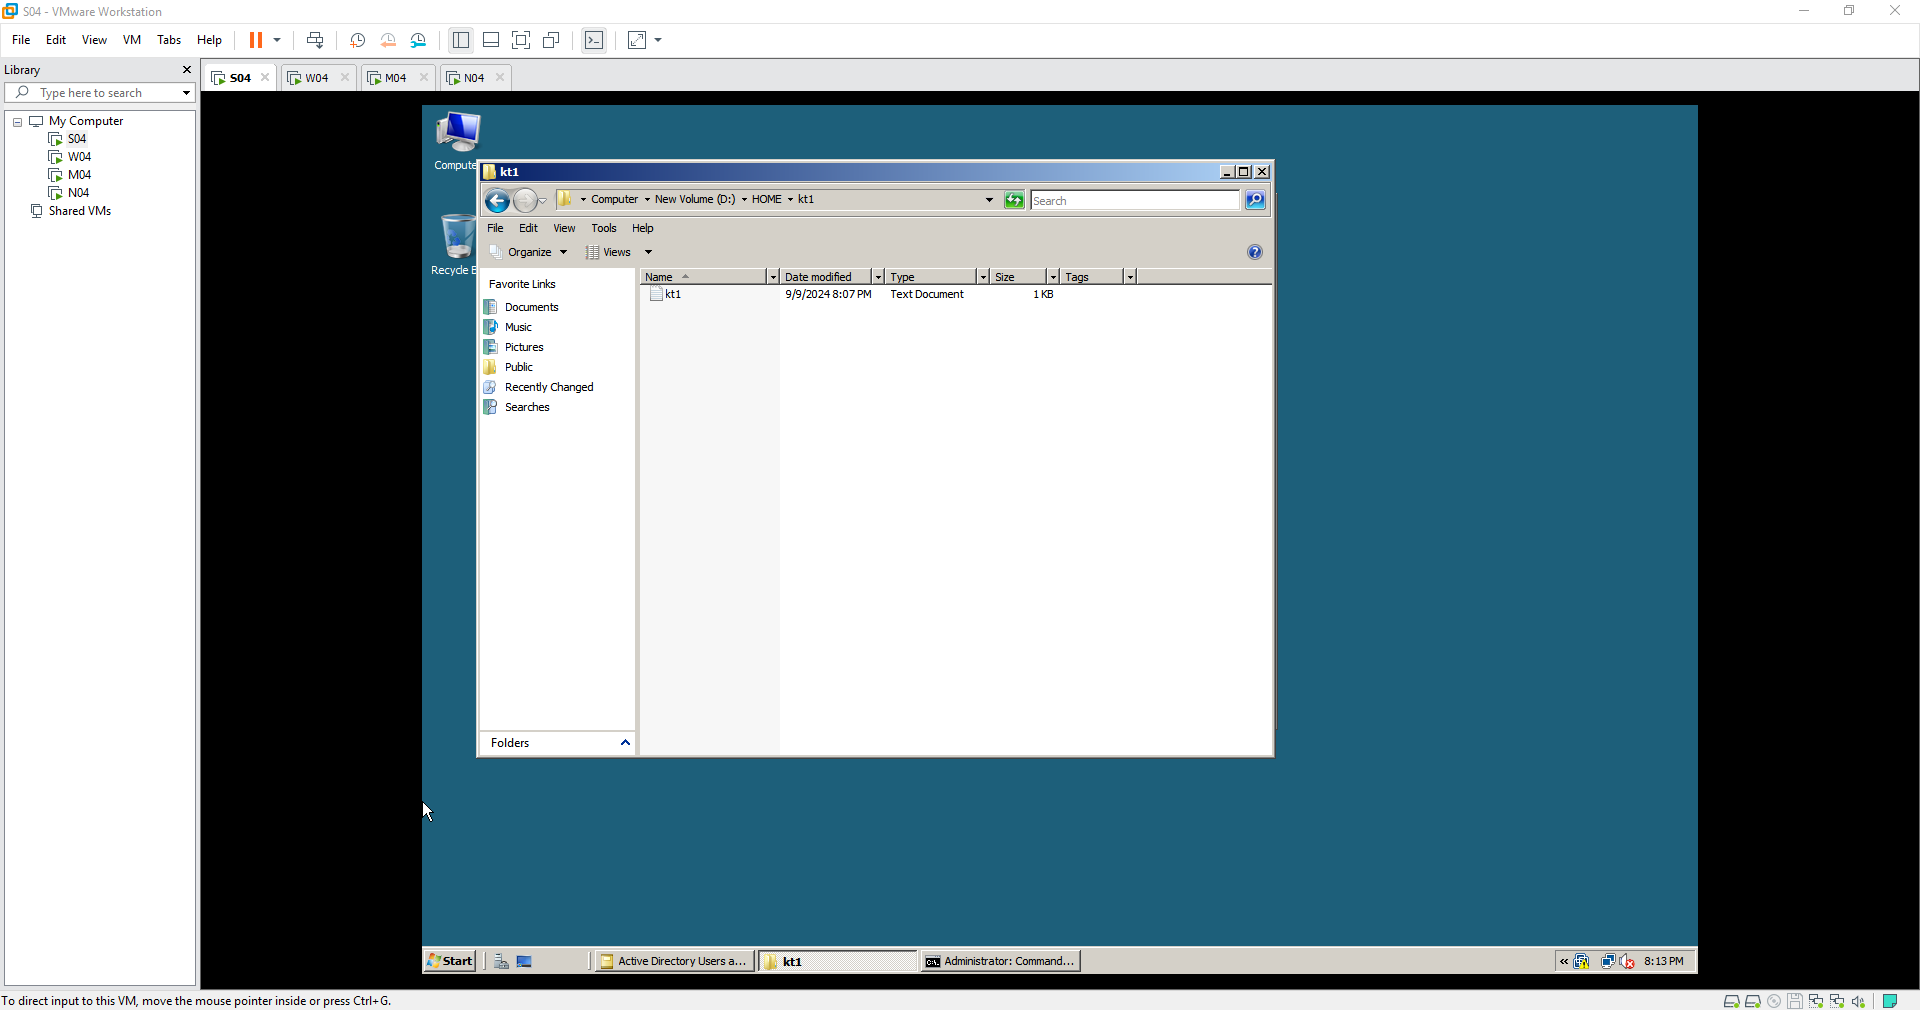 S04 - VMware Workstation
File Edit View VM Tabs Help
Library
Type here to search
My Computer
S04
W04
M04
N04
Shared VMs
S04 W04 M04 N04
Compute
Recycle B
kt1
Computer New Volume (D:) HOME kt1
Search
File Edit View Tools Help
Organize Views
Favorite Links
Documents
Music
Pictures
Public
Recently Changed
Searches
Folders
Name Date modified Type Size Tags
kt1 9/9/2024 8:07 PM Text Document 1 KB
Start
Active Directory Users a...
kt1
Administrator: Command...
« 8:13 PM
To direct input to this VM, move the mouse pointer inside or press Ctrl+G.